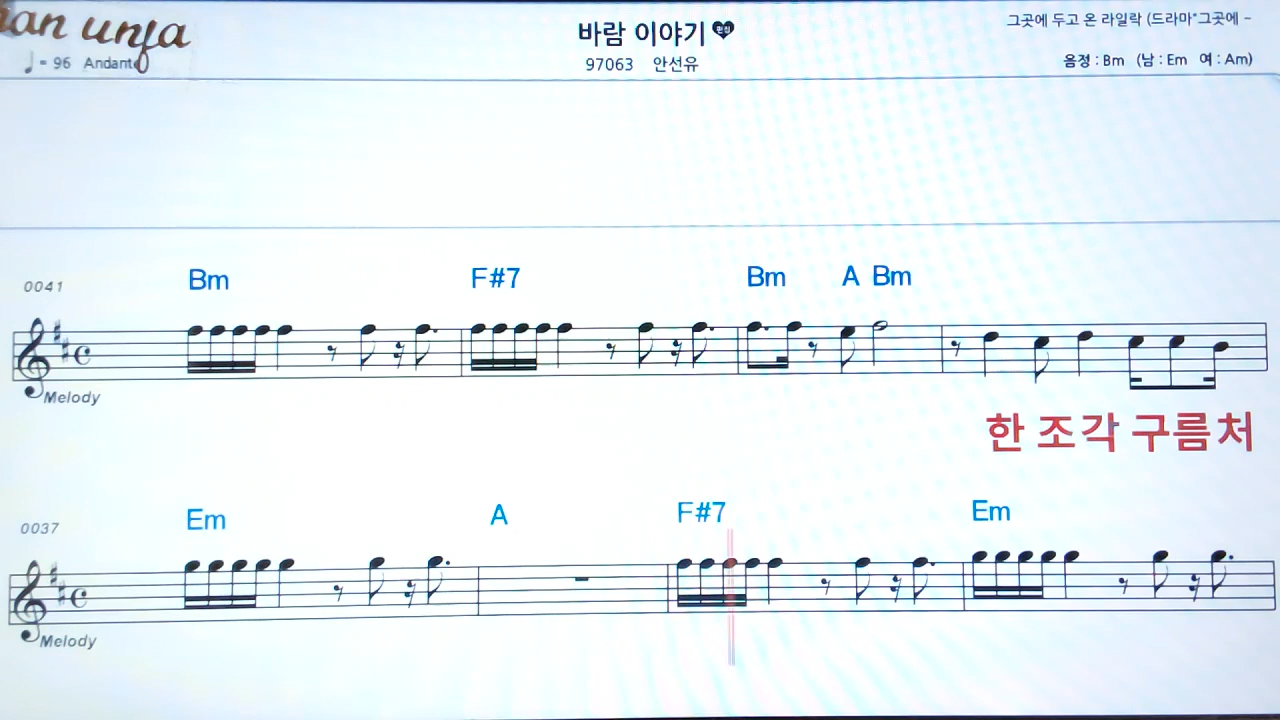 an unja
바람 이야기
그곳에 두고 온 라일락 (드라마"그곳에 ~
= 96 Andante
97063 안선유
음정 : Bm (남 : Em 여 : Am)
0041 Bm F#7 Bm A Bm
Melody
한 조각 구름처
0037 Em A F#7 Em
Melody